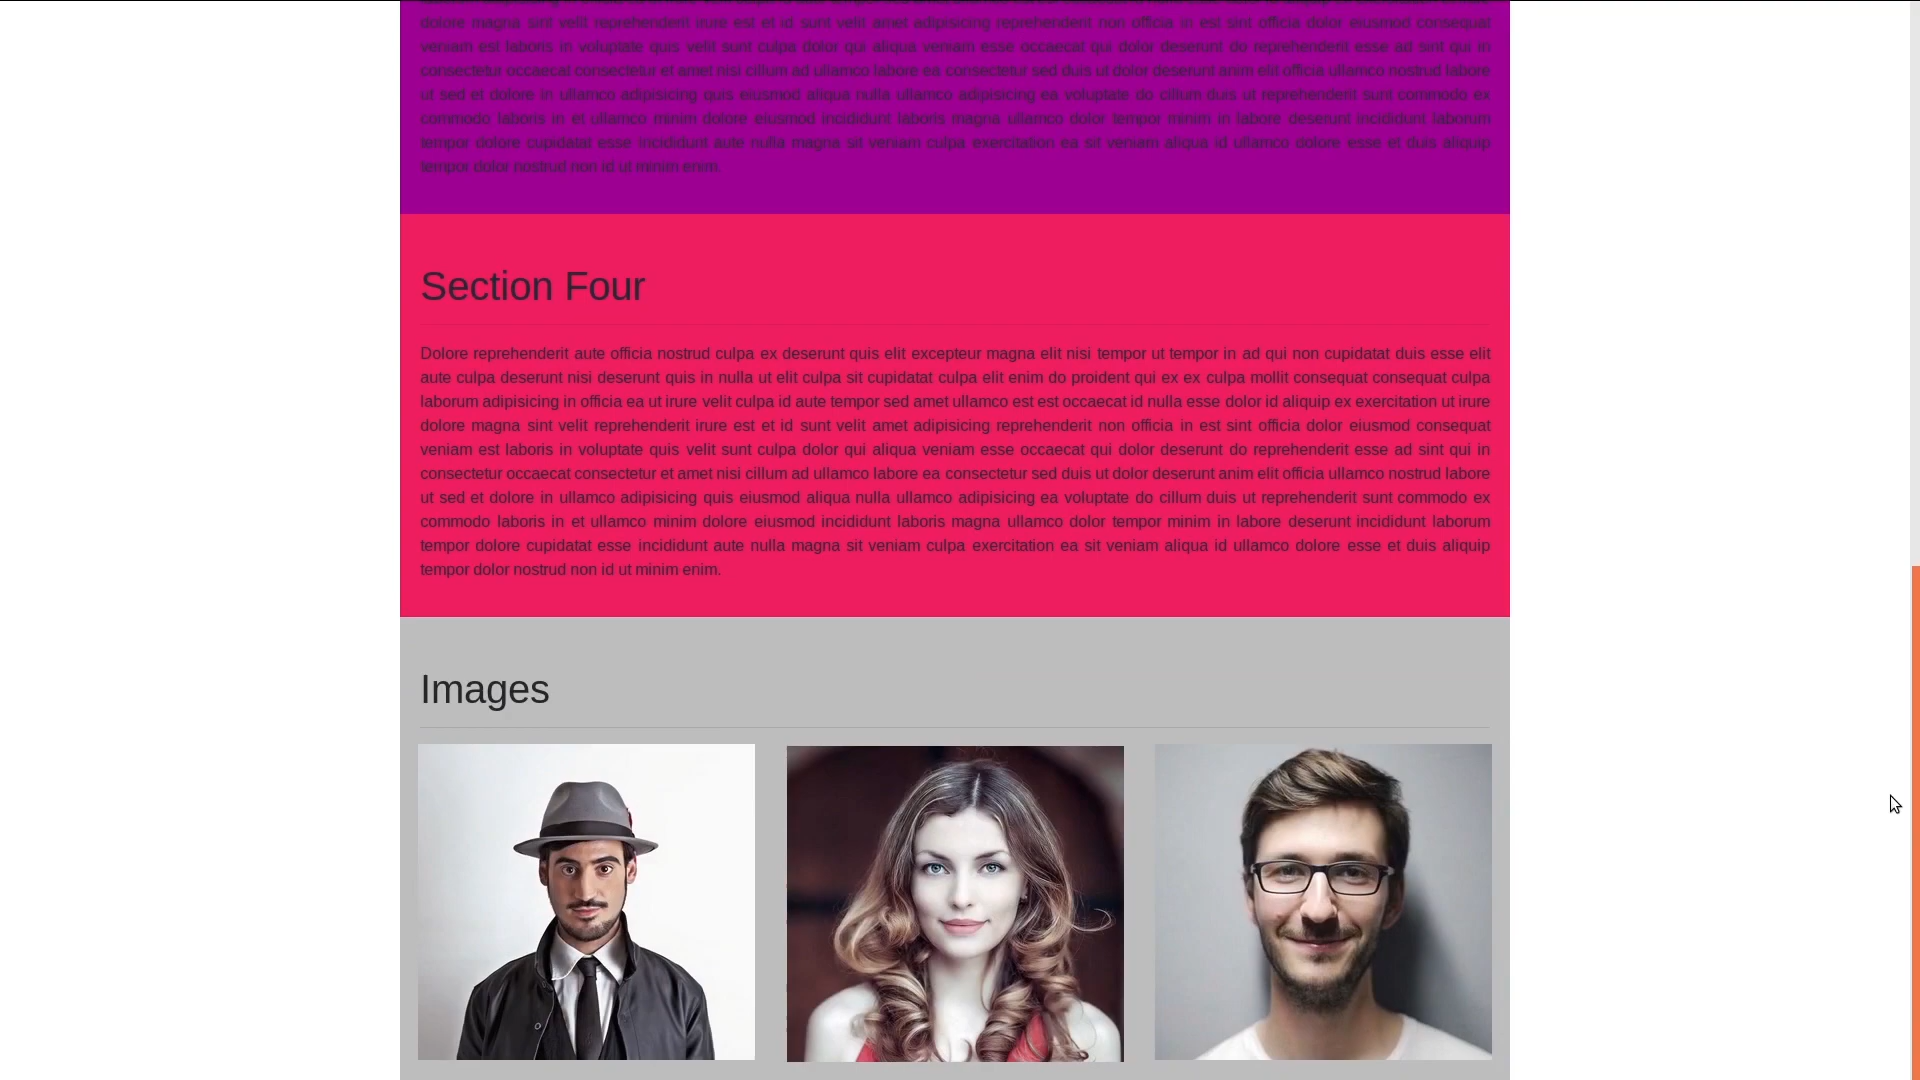 dolore magna sint velit reprehenderit irure est et id sunt velit amet adipisicing reprehenderit non officia in est sint officia dolor eiusmod consequat
veniam est laboris in voluptate quis velit sunt culpa dolor qui aliqua veniam esse occaecat qui dolor deserunt do reprehenderit esse ad sint qui in
consectetur occaecat consectetur et amet nisi cillum ad ullamco labore ea consectetur sed duis ut dolor deserunt anim elit officia ullamco nostrud labore
ut sed et dolore in ullamco adipisicing quis eiusmod aliqua nulla ullamco adipisicing ea voluptate do cillum duis ut reprehenderit sunt commodo ex
commodo laboris in et ullamco minim dolore eiusmod incididunt laboris magna ullamco dolor tempor minim in labore deserunt incididunt laborum
tempor dolore cupidatat esse incididunt aute nulla magna sit veniam culpa exercitation ea sit veniam aliqua id ullamco dolore esse et duis aliquip
tempor dolor nostrud non id ut minim enim.
Section Four
Dolore reprehenderit aute officia nostrud culpa ex deserunt quis elit excepteur magna elit nisi tempor ut tempor in ad qui non cupidatat duis esse elit
aute culpa deserunt nisi deserunt quis in nulla ut elit culpa sit cupidatat culpa elit enim do proident qui ex ex culpa mollit consequat consequat culpa
laborum adipisicing in officia ea ut irure velit culpa id aute tempor sed amet ullamco est est occaecat id nulla esse dolor id aliquip ex exercitation ut irure
dolore magna sint velit reprehenderit irure est et id sunt velit amet adipisicing reprehenderit non officia in est sint officia dolor eiusmod consequat
veniam est laboris in voluptate quis velit sunt culpa dolor qui aliqua veniam esse occaecat qui dolor deserunt do reprehenderit esse ad sint qui in
consectetur occaecat consectetur et amet nisi cillum ad ullamco labore ea consectetur sed duis ut dolor deserunt anim elit officia ullamco nostrud labore
ut sed et dolore in ullamco adipisicing quis eiusmod aliqua nulla ullamco adipisicing ea voluptate do cillum duis ut reprehenderit sunt commodo ex
commodo laboris in et ullamco minim dolore eiusmod incididunt laboris magna ullamco dolor tempor minim in labore deserunt incididunt laborum
tempor dolore cupidatat esse incididunt aute nulla magna sit veniam culpa exercitation ea sit veniam aliqua id ullamco dolore esse et duis aliquip
tempor dolor nostrud non id ut minim enim.
Images